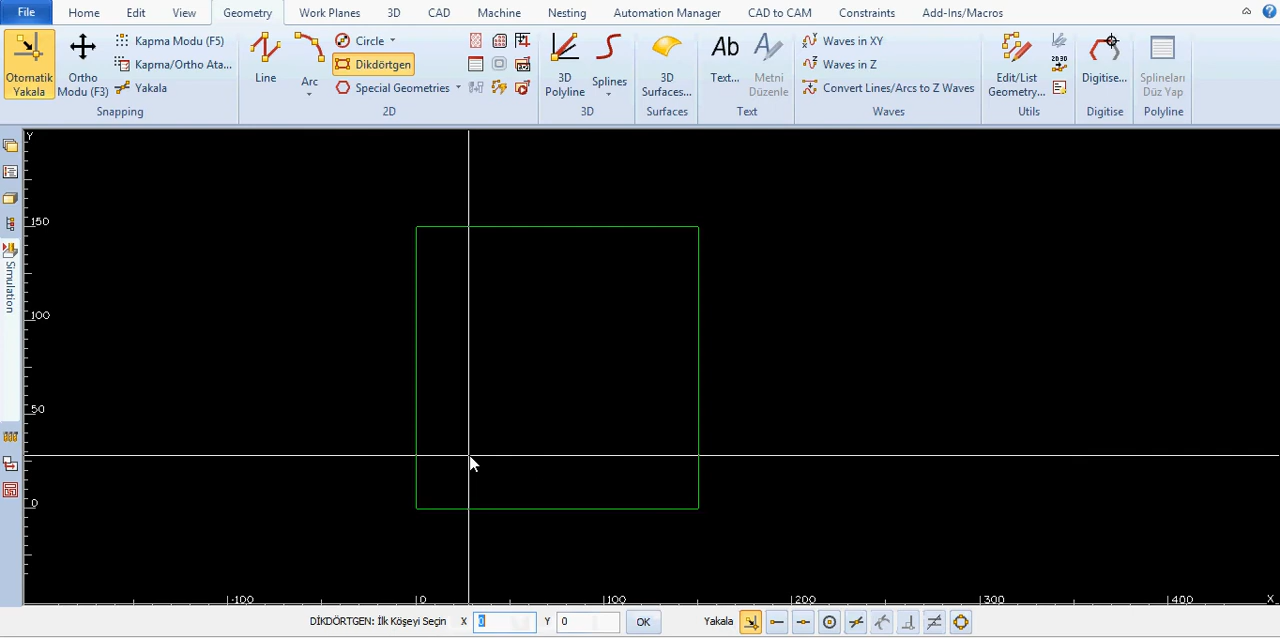 File Home Edit View Geometry Work Planes 3D CAD Machine Nesting Automation Manager CAD to CAM Constraints Add-Ins/Macros
Otomatik Yakala
Ortho Modu (F3)
Kapma Modu (F5)
Kapma/Ortho Ata...
Yakala
Snapping
Line
Arc
Circle
Dikdörtgen
Special Geometries
2D
3D Polyline
Splines
3D
3D Surfaces...
Surfaces
Ab
Text...
Metni Düzenle
Text
Waves in XY
Waves in Z
Convert Lines/Arcs to Z Waves
Waves
Edit/List Geometry...
Utils
Digitise...
Digitise
Splineları Düz Yap
Polyline
Simulation
Y
150
100
50
0
-100 0 100 200 300 400 X
DİKDÖRTGEN: İlk Köşeyi Seçin X 0 Y 0 OK Yakala